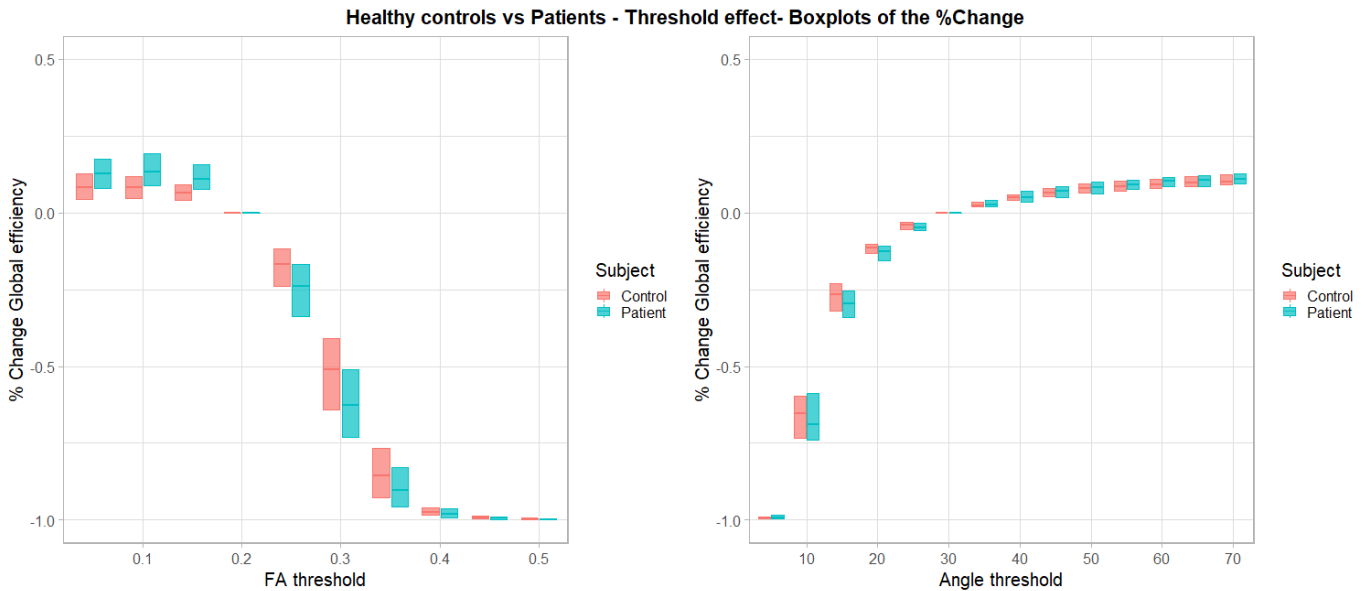 Healthy controls vs Patients - Threshold effect- Boxplots of the %Change
% Change Global efficiency
0.5
0.0
-0.5
-1.0
0.1 0.2 0.3 0.4 0.5
FA threshold
Subject
Control
Patient
% Change Global efficiency
0.5
0.0
-0.5
-1.0
10 20 30 40 50 60 70
Angle threshold
Subject
Control
Patient